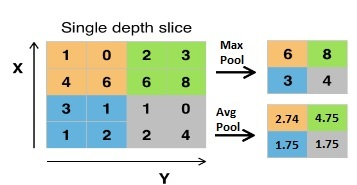 Single depth slice
X
1 0 2 3
4 6 6 8
3 1 1 0
1 2 2 4
Y
Max
Pool
6 8
3 4
Avg
Pool
2.74 4.75
1.75 1.75